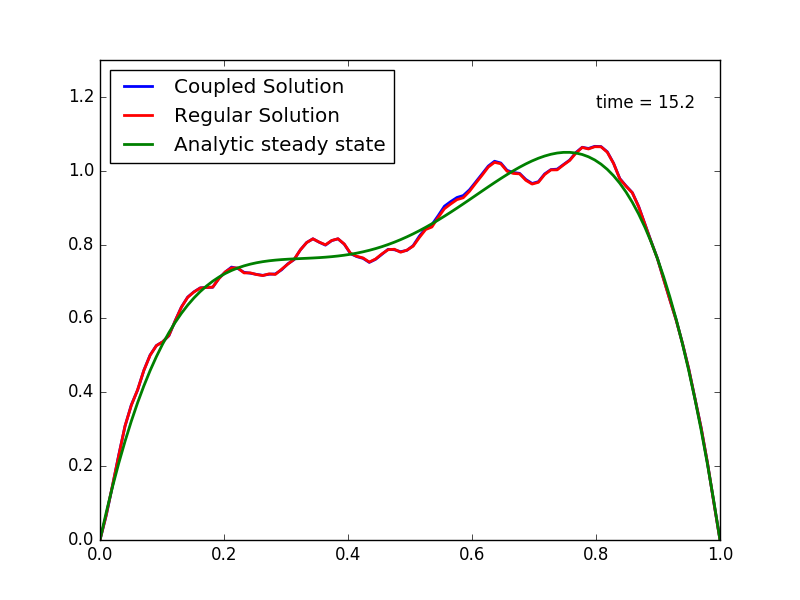 Coupled Solution
Regular Solution
Analytic steady state
time = 15.2
1.2
1.0
0.8
0.6
0.4
0.2
0.0
0.0 0.2 0.4 0.6 0.8 1.0